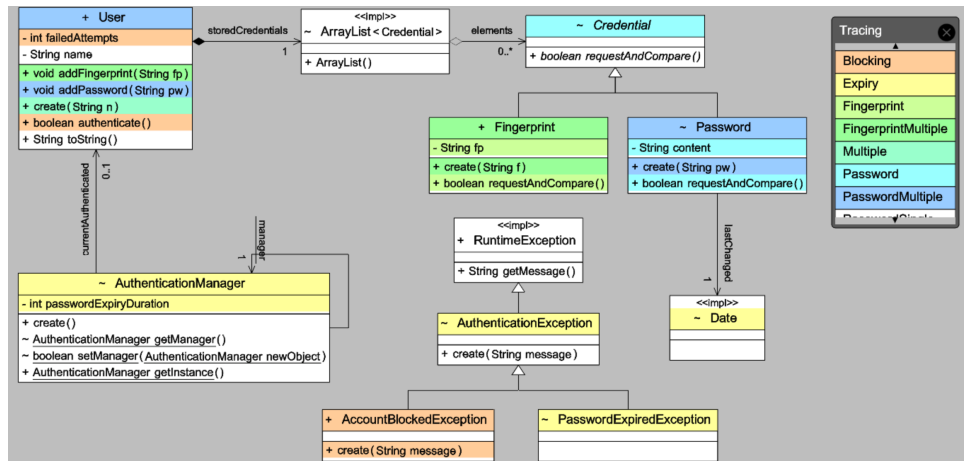 + User
- int failedAttempts
- String name
+ void addFingerprint(String fp)
+ void addPassword(String pw)
+ create(String n)
+ boolean authenticate()
+ String toString()
storedCredentials
1
<<impl>>
~ ArrayList<Credential>
+ ArrayList()
elements
0..*
~ Credential
+ boolean requestAndCompare()
+ Fingerprint
- String fp
+ create(String f)
+ boolean requestAndCompare()
~ Password
- String content
+ create(String pw)
+ boolean requestAndCompare()
Tracing
Blocking
Expiry
Fingerprint
FingerprintMultiple
Multiple
Password
PasswordMultiple
PasswordSingle
currentAuthenticated
0..1
manager
1
~ AuthenticationManager
- int passwordExpiryDuration
+ create()
~ AuthenticationManager getManager()
~ boolean setManager(AuthenticationManager newObject)
+ AuthenticationManager getInstance()
<<impl>>
+ RuntimeException
+ String getMessage()
lastChanged
1
<<impl>>
~ Date
~ AuthenticationException
+ create(String message)
+ AccountBlockedException
+ create(String message)
~ PasswordExpiredException